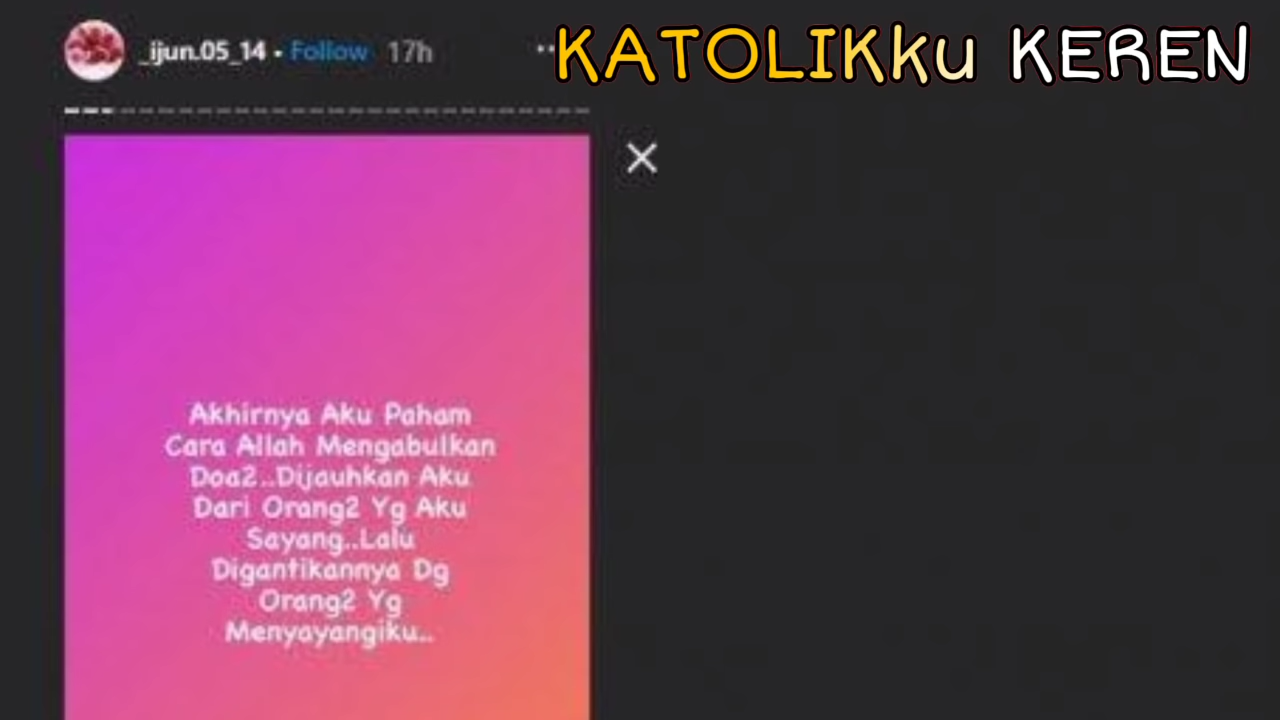 _ijun.05_14 • Follow 17h
KATOLIKku KEREN
Akhirnya Aku Paham
Cara Allah Mengabulkan
Doa2..Dijauhkan Aku
Dari Orang2 Yg Aku
Sayang..Lalu
Digantikannya Dg
Orang2 Yg
Menyayangiku..